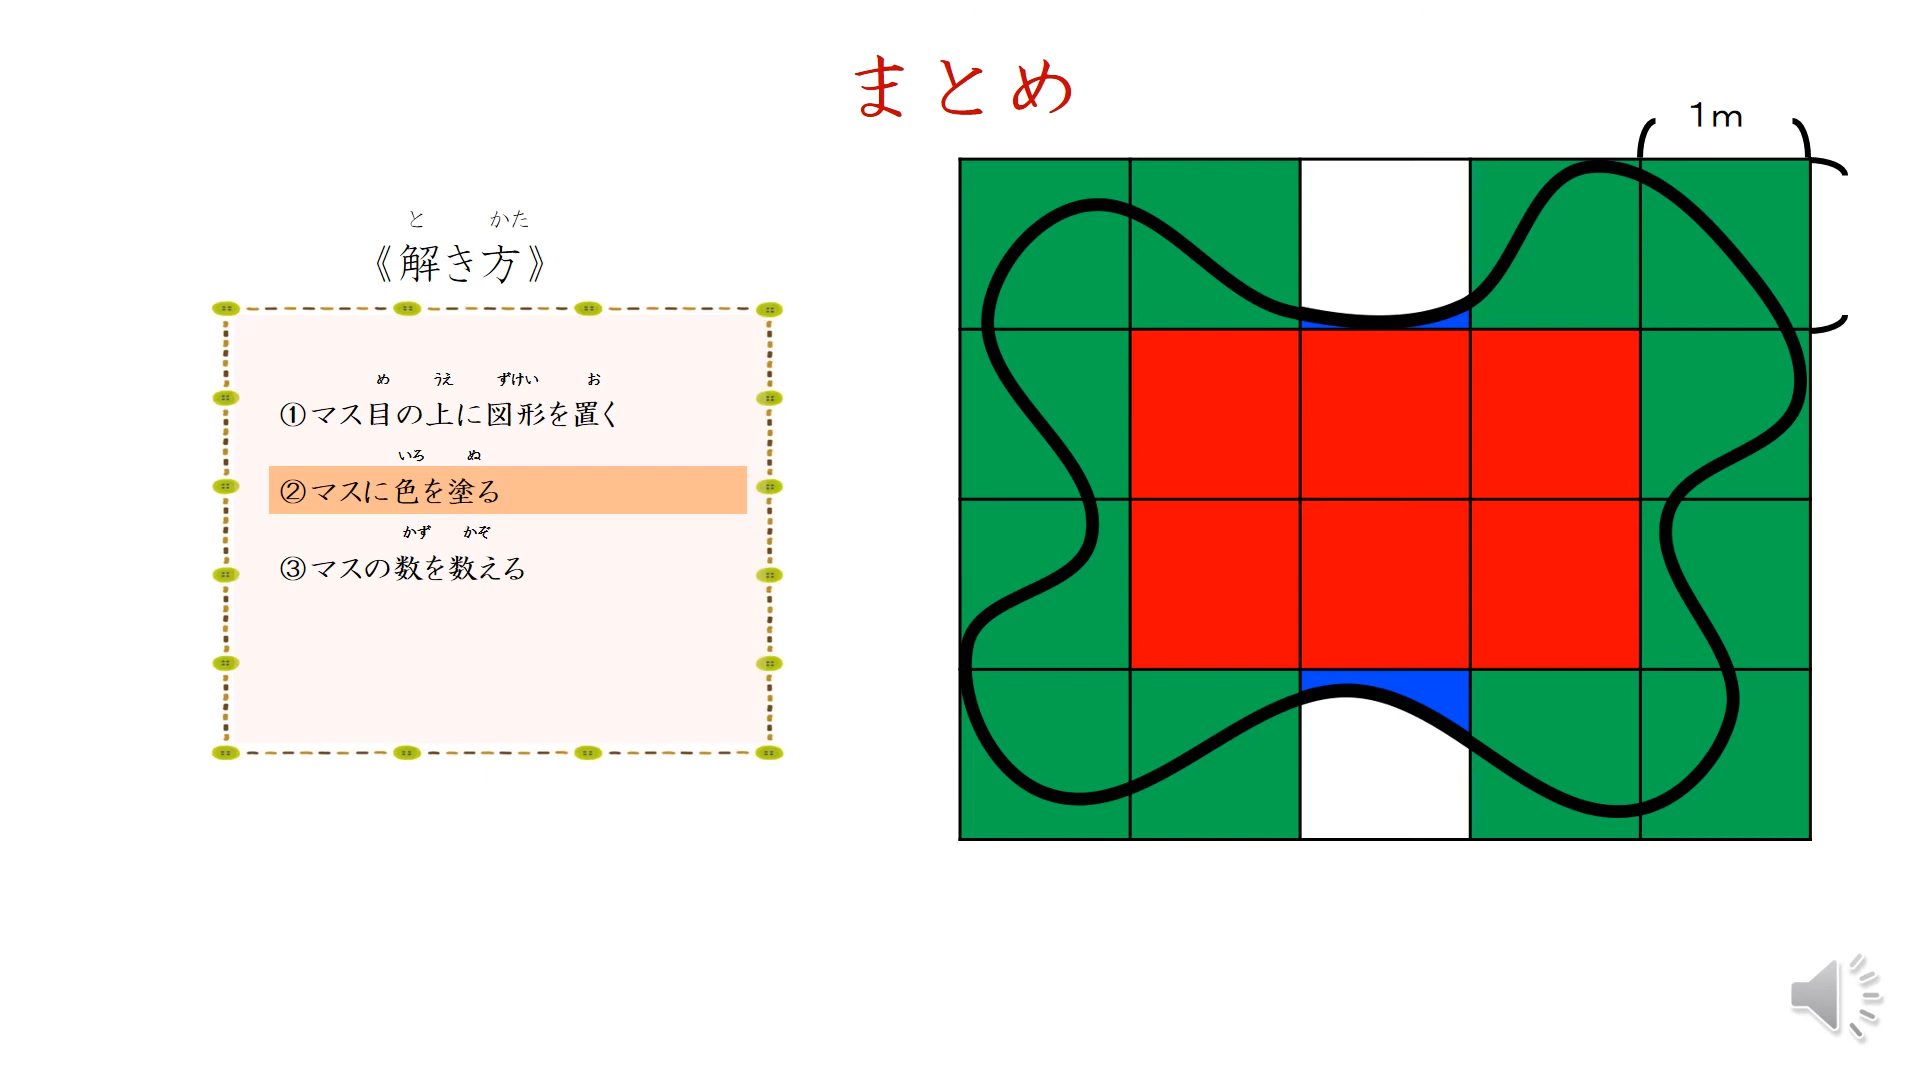 まとめ
1m
と かた
《解き方》
め うえ ずけい お
①マス目の上に図形を置く
いろ ぬ
②マスに色を塗る
かず かぞ
③マスの数を数える